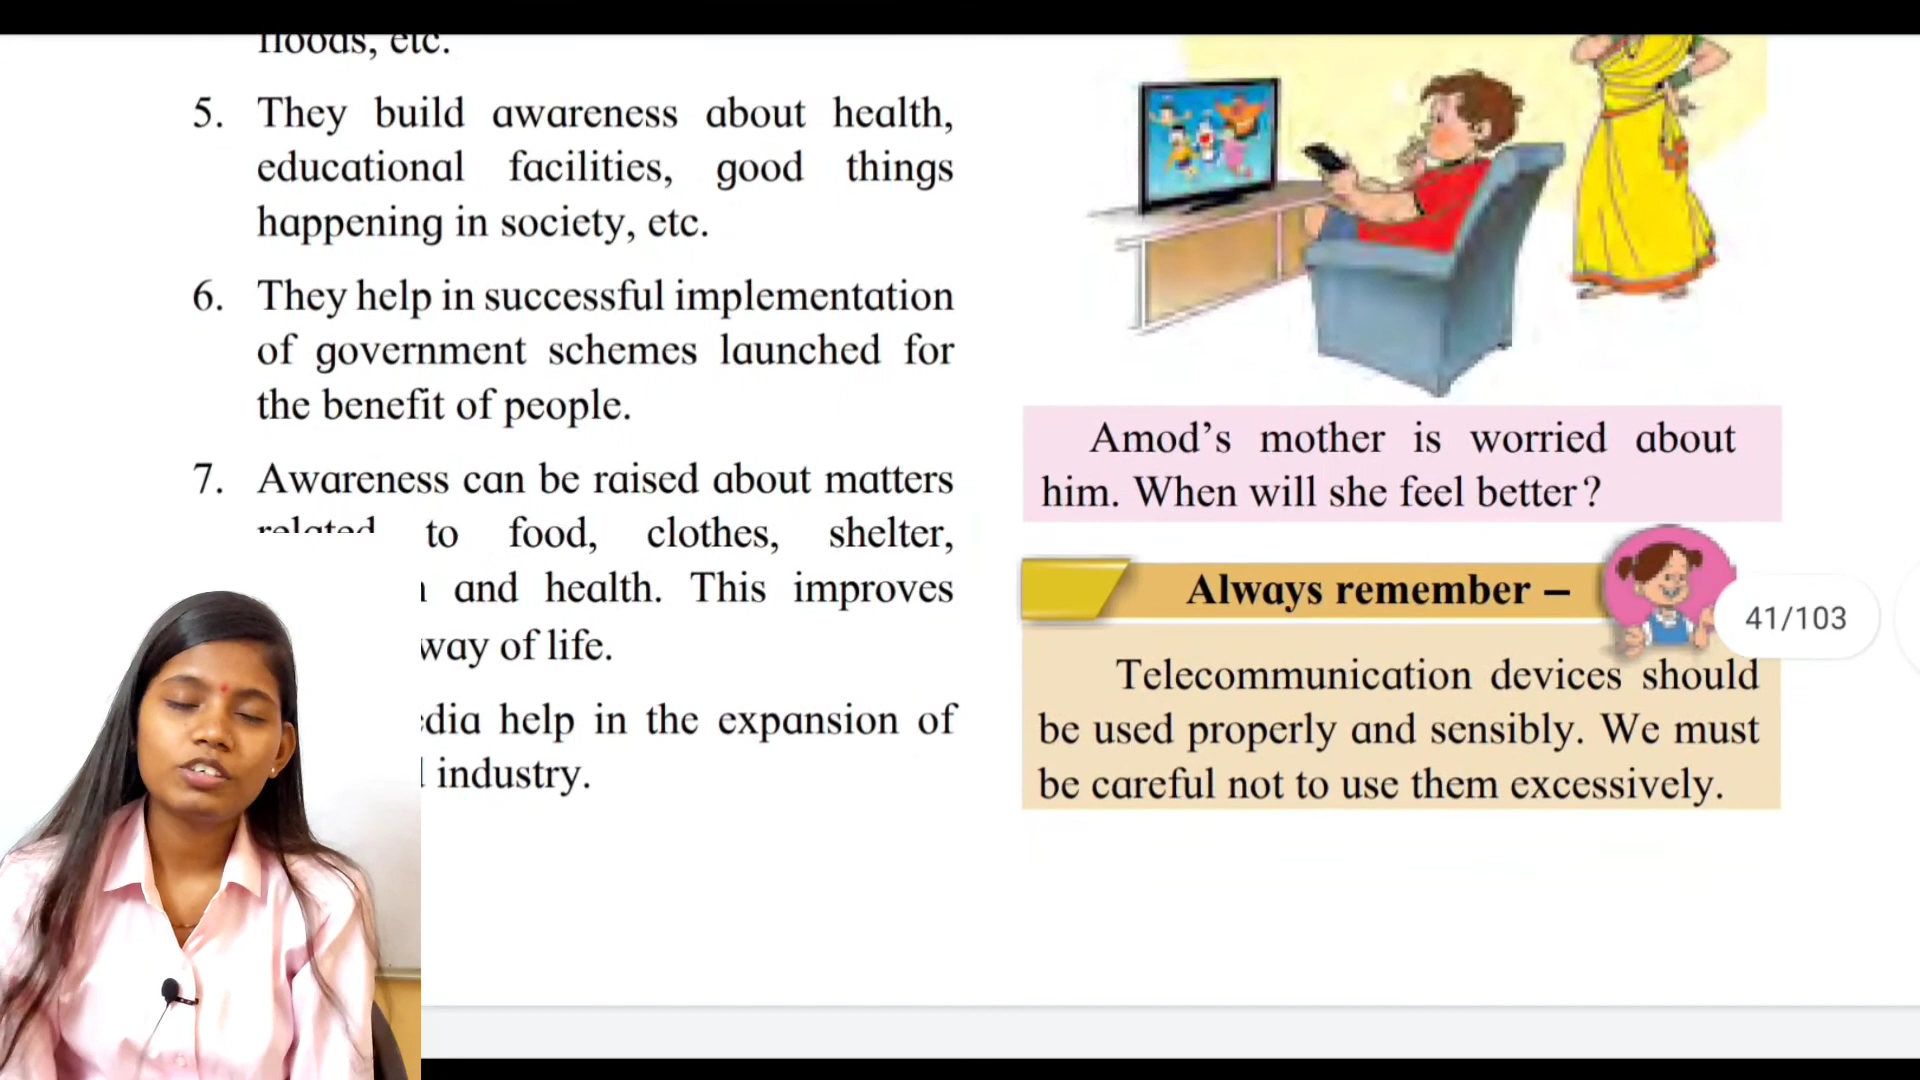 floods, etc.
5. They build awareness about health,
educational facilities, good things
happening in society, etc.
6. They help in successful implementation
of government schemes launched for
the benefit of people.
7. Awareness can be raised about matters
related to food, clothes, shelter,
and health. This improves
way of life.
help in the expansion of
industry.
Amod's mother is worried about
him. When will she feel better?
Always remember –
41/103
Telecommunication devices should
be used properly and sensibly. We must
be careful not to use them excessively.